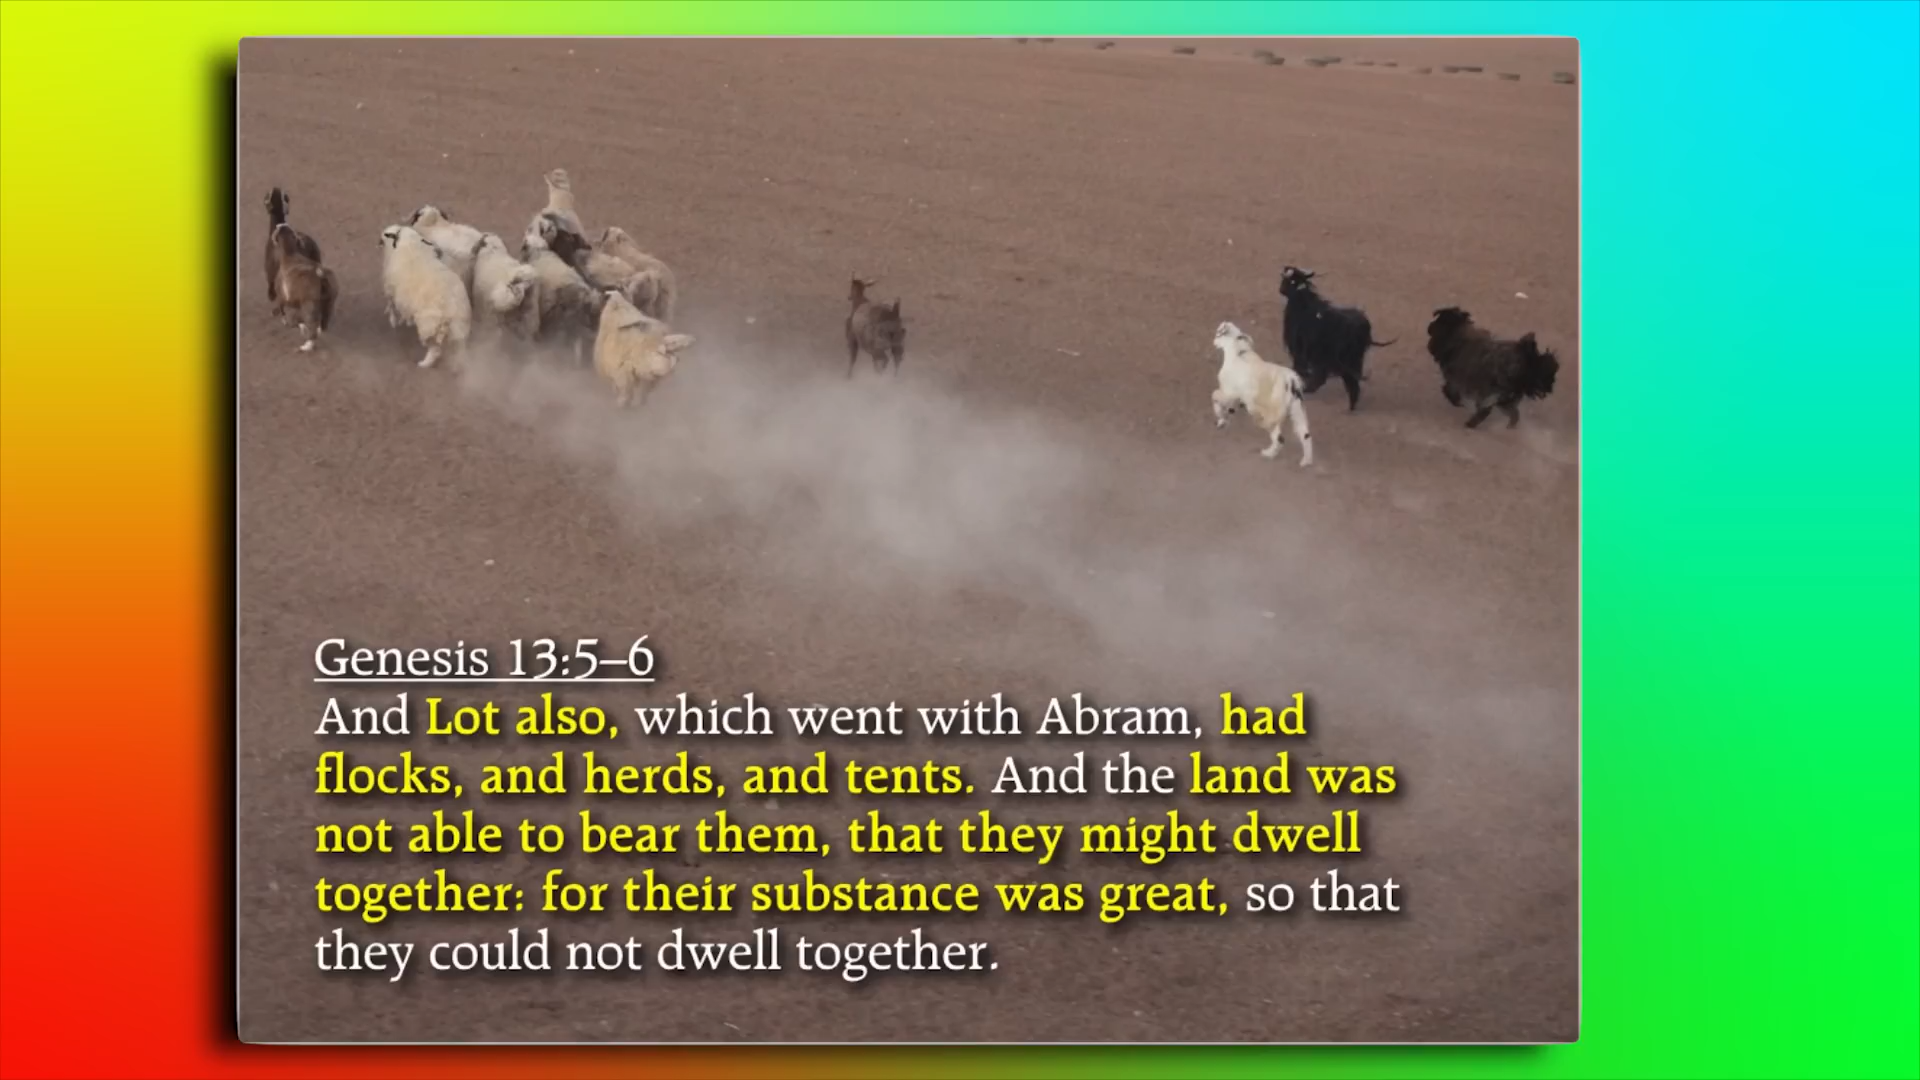 Genesis 13:5–6
And Lot also, which went with Abram, had
flocks, and herds, and tents. And the land was
not able to bear them, that they might dwell
together: for their substance was great, so that
they could not dwell together.